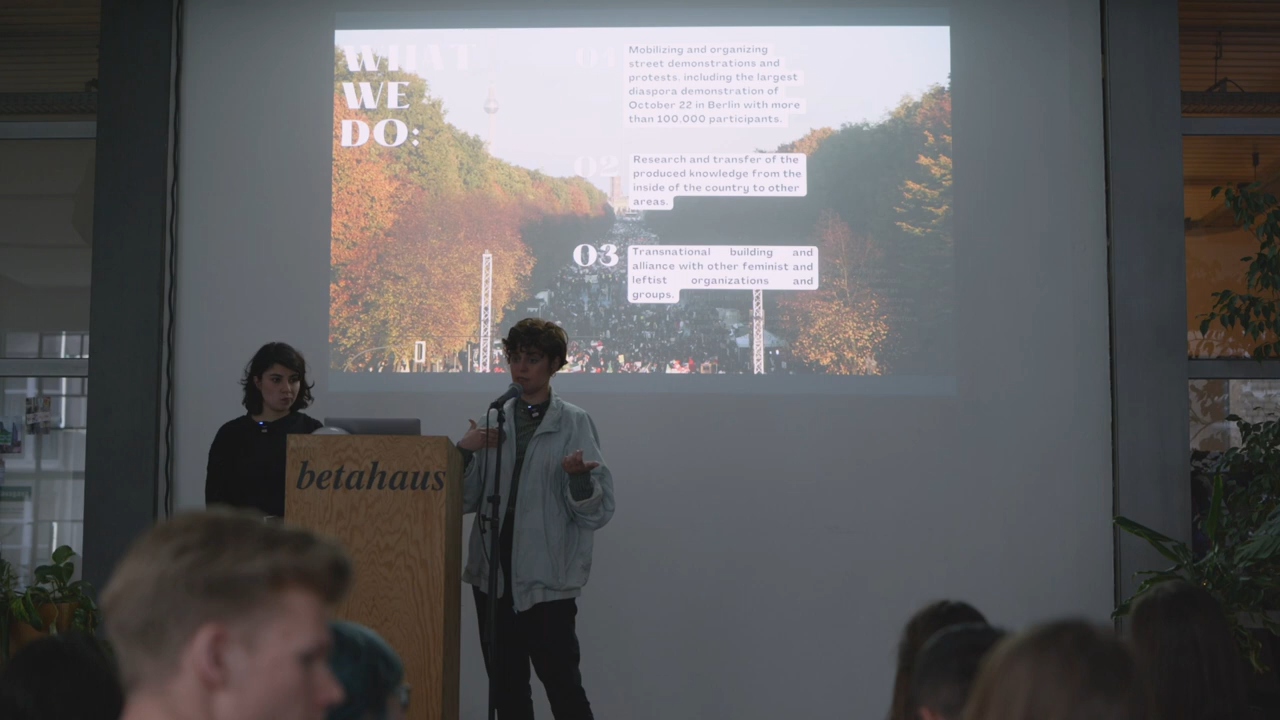 WHAT
WE
DO:
01
Mobilizing and organizing
street demonstrations and
protests. including the largest
diaspora demonstration of
October 22 in Berlin with more
than 100.000 participants.
02
Research and transfer of the
produced knowledge from the
inside of the country to other
areas.
03
Transnational building and
alliance with other feminist and
leftist organizations and
groups.
betahaus